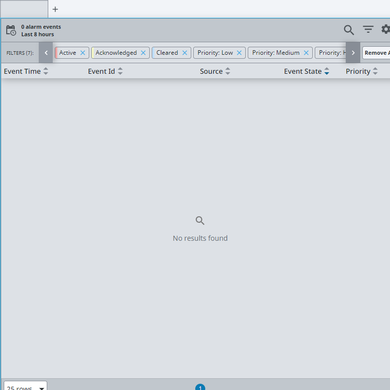 +
0 alarm events
Last 8 hours
FILTERS (7)
Active
Acknowledged
Cleared
Priority: Low
Priority: Medium
Priority: H
Remove A
Event Time
Event Id
Source
Event State
Priority
No results found
25 rows
1